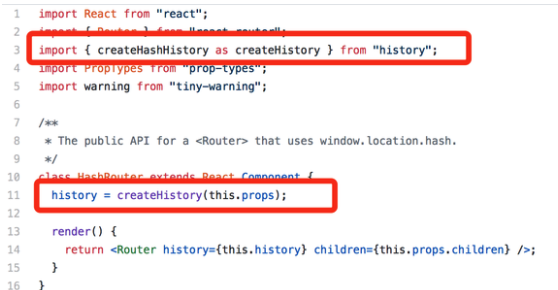 1 import React from "react";
2 import { Router } from "react-router";
3 import { createHashHistory as createHistory } from "history";
4 import PropTypes from "prop-types";
5 import warning from "tiny-warning";
6
7 /**
8 * The public API for a <Router> that uses window.location.hash.
9 */
10 class HashRouter extends React.Component {
11 history = createHistory(this.props);
12
13 render() {
14 return <Router history={this.history} children={this.props.children} />;
15 }
16 }